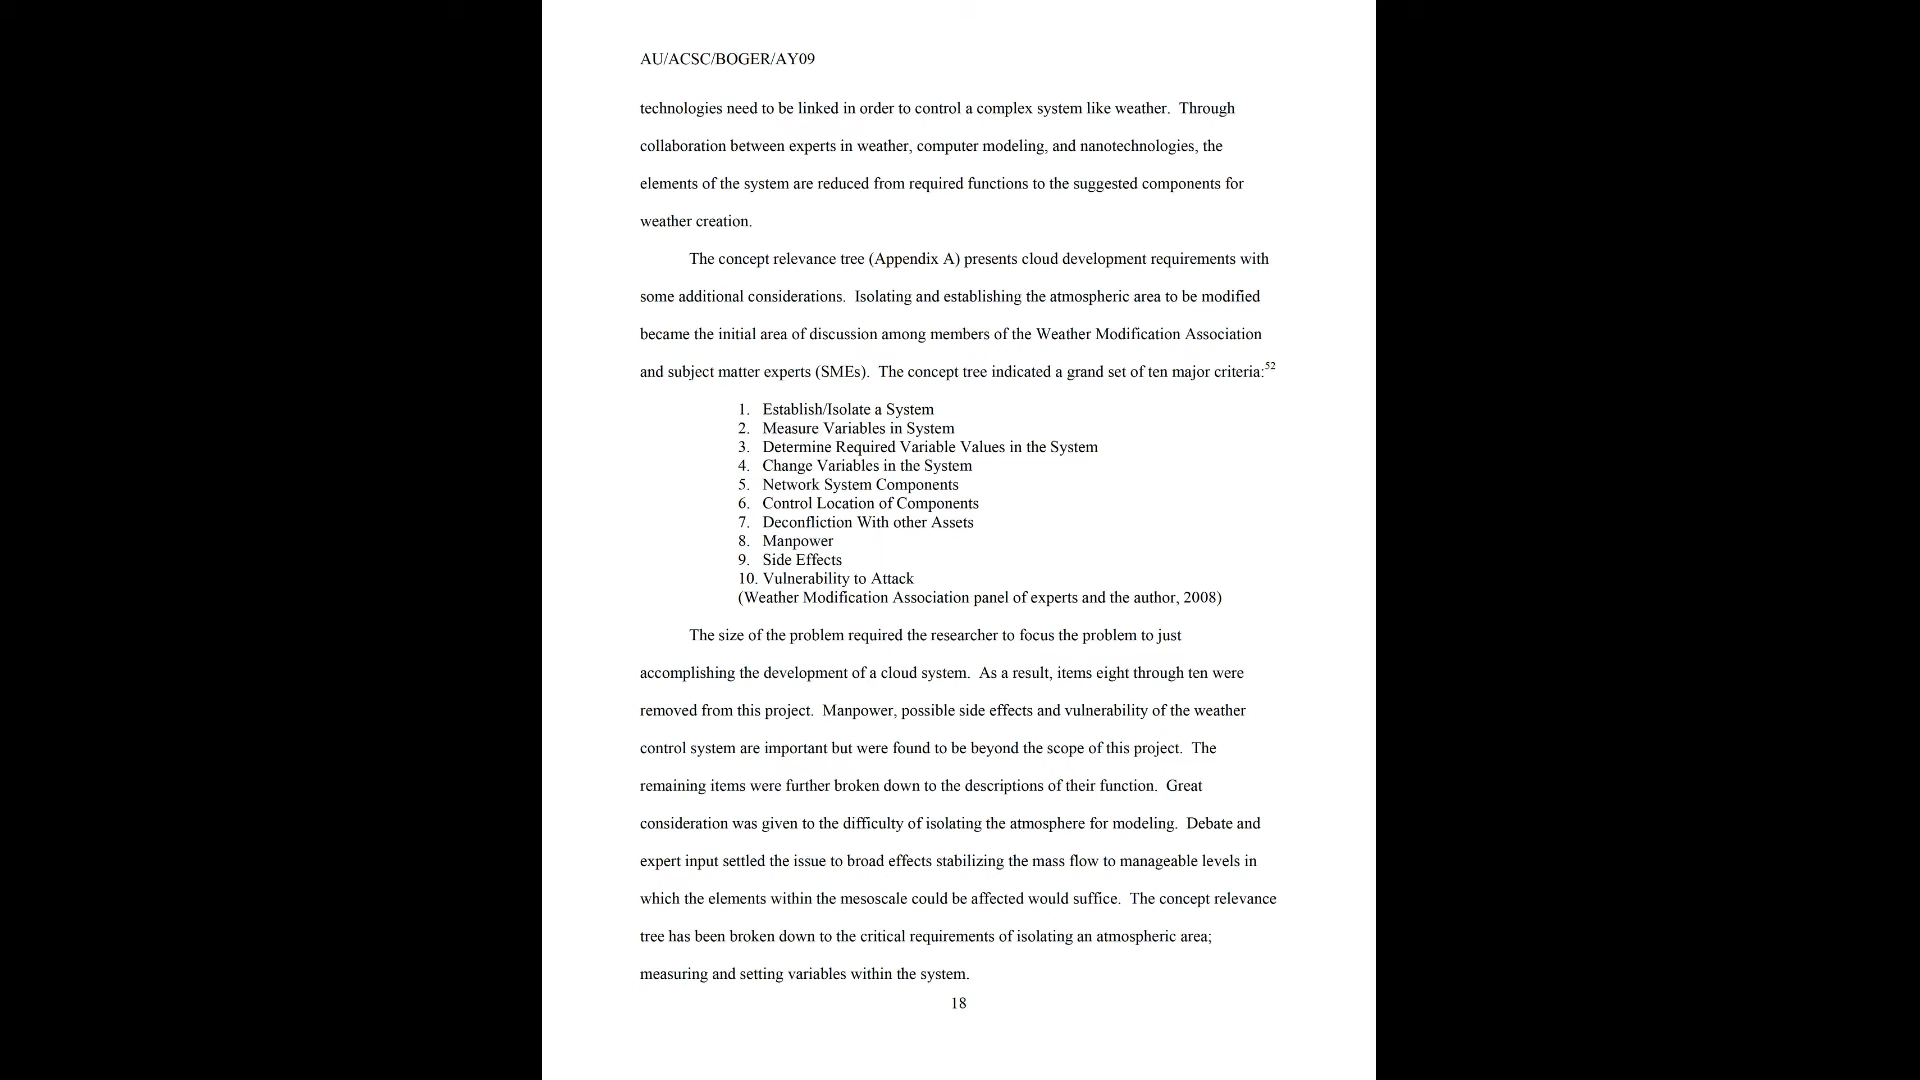 AU/ACSC/BOGER/AY09
technologies need to be linked in order to control a complex system like weather.  Through
collaboration between experts in weather, computer modeling, and nanotechnologies, the
elements of the system are reduced from required functions to the suggested components for
weather creation.
The concept relevance tree (Appendix A) presents cloud development requirements with
some additional considerations.  Isolating and establishing the atmospheric area to be modified
became the initial area of discussion among members of the Weather Modification Association
and subject matter experts (SMEs).  The concept tree indicated a grand set of ten major criteria:52
1. Establish/Isolate a System
2. Measure Variables in System
3. Determine Required Variable Values in the System
4. Change Variables in the System
5. Network System Components
6. Control Location of Components
7. Deconfliction With other Assets
8. Manpower
9. Side Effects
10. Vulnerability to Attack
(Weather Modification Association panel of experts and the author, 2008)
The size of the problem required the researcher to focus the problem to just
accomplishing the development of a cloud system.  As a result, items eight through ten were
removed from this project.  Manpower, possible side effects and vulnerability of the weather
control system are important but were found to be beyond the scope of this project.  The
remaining items were further broken down to the descriptions of their function.  Great
consideration was given to the difficulty of isolating the atmosphere for modeling.  Debate and
expert input settled the issue to broad effects stabilizing the mass flow to manageable levels in
which the elements within the mesoscale could be affected would suffice.  The concept relevance
tree has been broken down to the critical requirements of isolating an atmospheric area;
measuring and setting variables within the system.
18